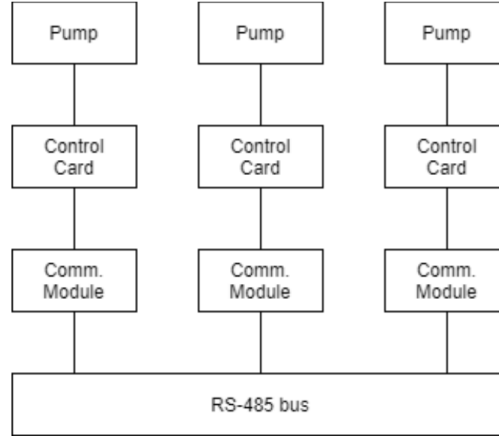 Pump
Pump
Pump
Control
Card
Control
Card
Control
Card
Comm.
Module
Comm.
Module
Comm.
Module
RS-485 bus